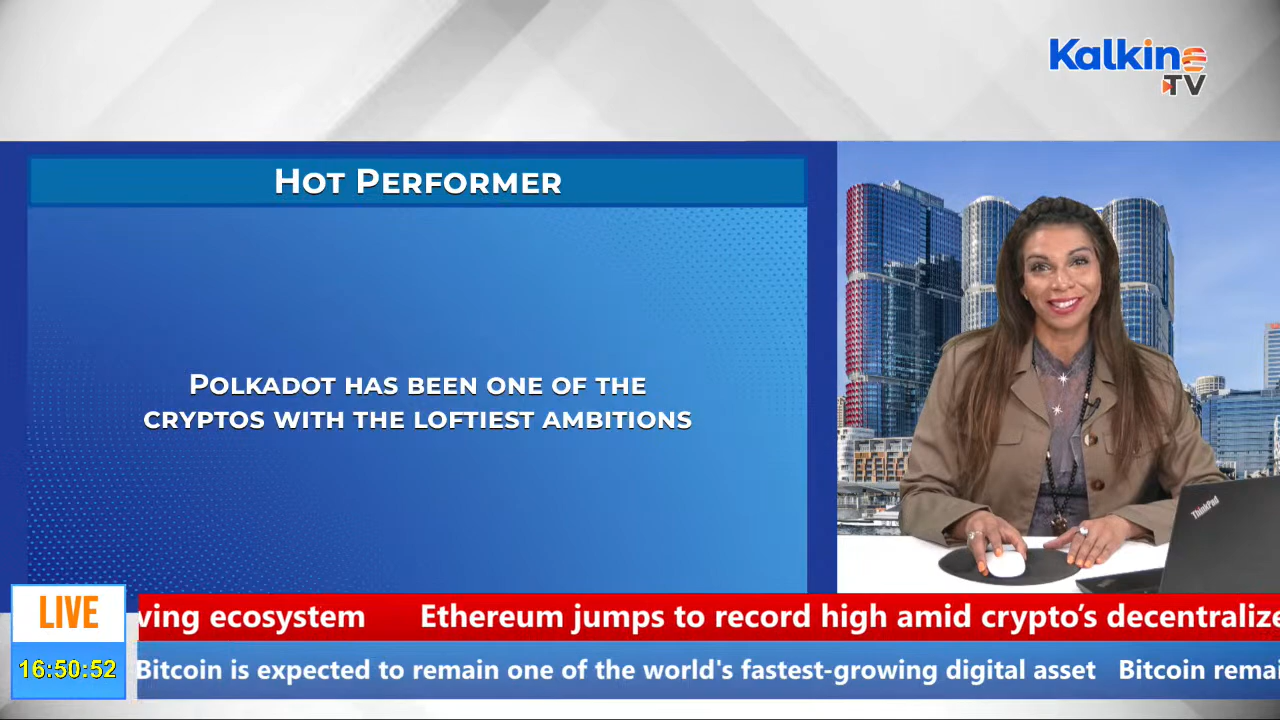 Kalkine
TV
HOT PERFORMER
POLKADOT HAS BEEN ONE OF THE
CRYPTOS WITH THE LOFTIEST AMBITIONS
ThinkPad
LIVE
ving ecosystem Ethereum jumps to record high amid crypto's decentralize
16:50:52
Bitcoin is expected to remain one of the world's fastest-growing digital asset Bitcoin remai